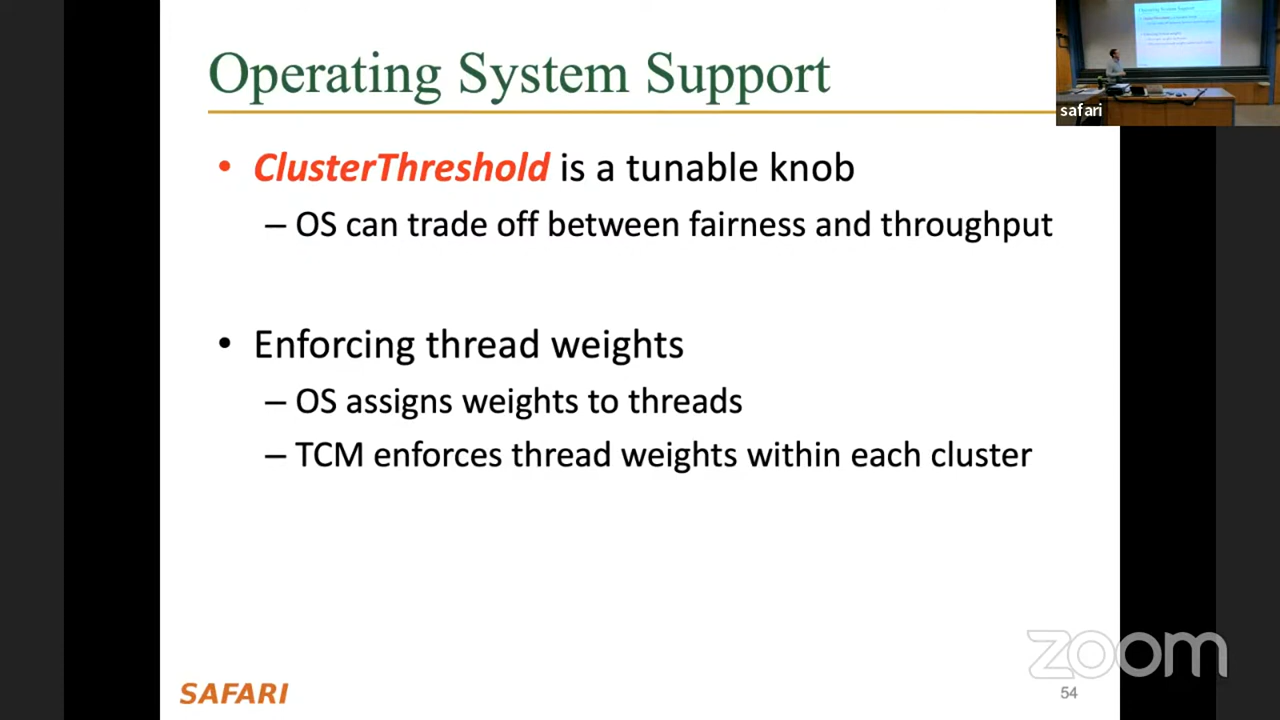 Operating System Support
safari
• ClusterThreshold is a tunable knob
– OS can trade off between fairness and throughput
• Enforcing thread weights
– OS assigns weights to threads
– TCM enforces thread weights within each cluster
zoom
SAFARI
54